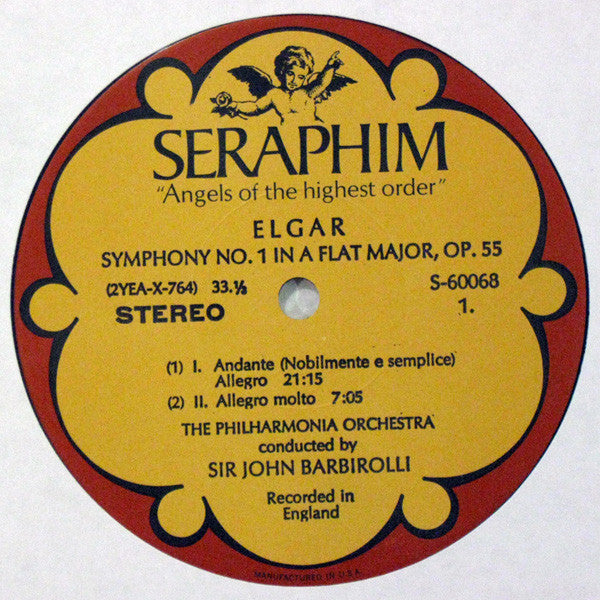 SERAPHIM
"Angels of the highest order"
ELGAR
SYMPHONY NO. 1 IN A FLAT MAJOR, OP. 55
(2YEA-X-764) 33.⅓ S-60068
STEREO 1.
(1) I. Andante (Nobilmente e semplice)
Allegro 21:15
(2) II. Allegro molto 7:05
THE PHILHARMONIA ORCHESTRA
conducted by
SIR JOHN BARBIROLLI
Recorded in
England
MANUFACTURED IN U.S.A.